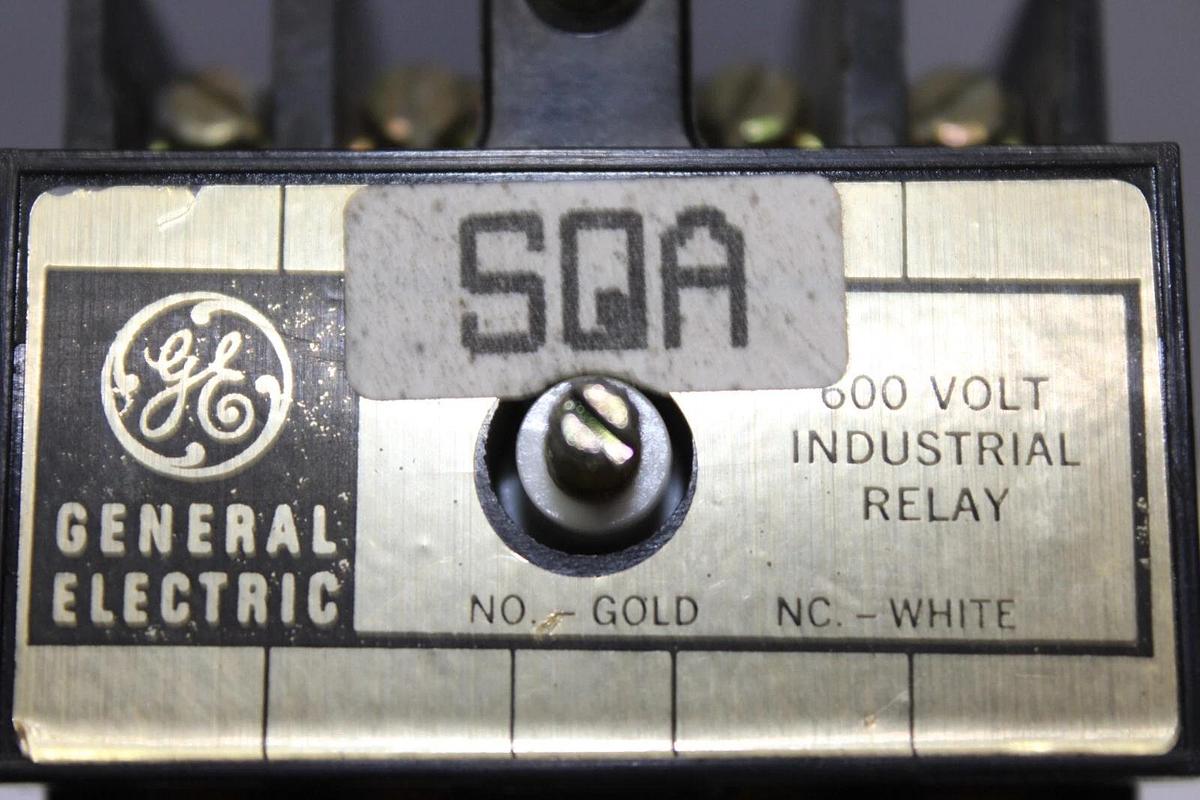 SQA
GE
GENERAL
ELECTRIC
600 VOLT
INDUSTRIAL
RELAY
NO. - GOLD NC. - WHITE